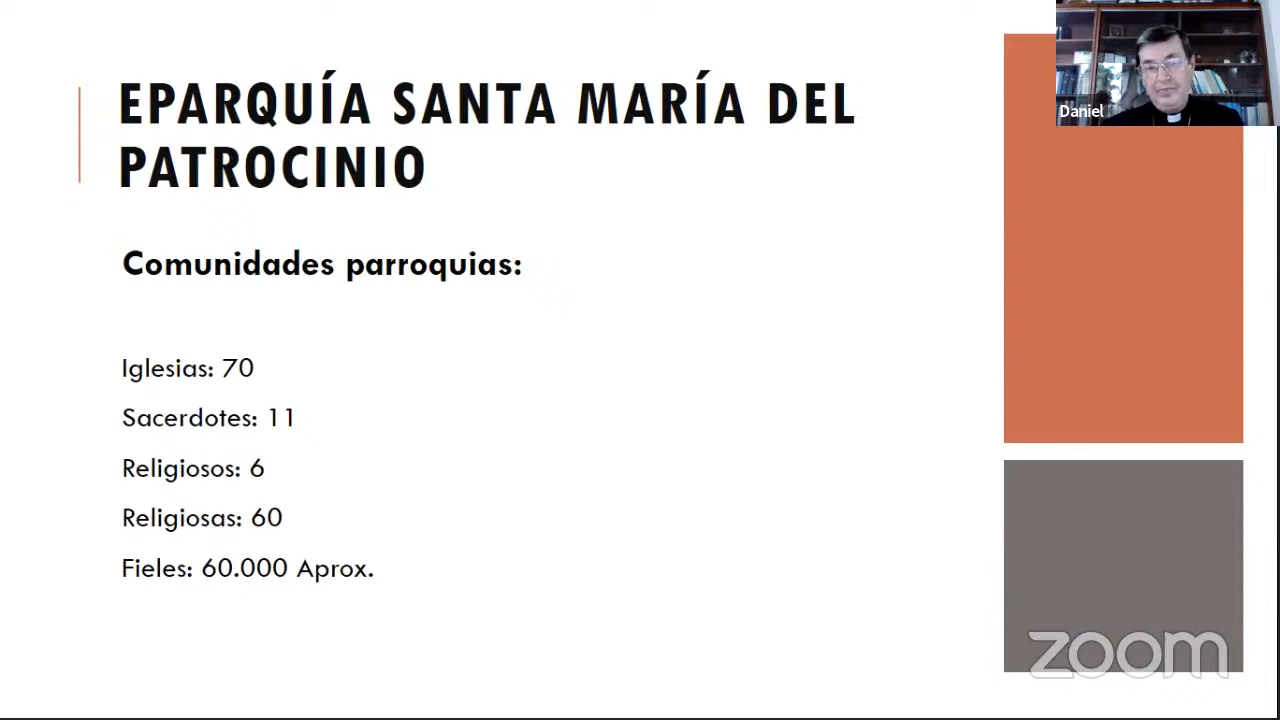 EPARQUÍA SANTA MARÍA DEL
PATROCINIO
Daniel
Comunidades parroquias:
Iglesias: 70
Sacerdotes: 11
Religiosos: 6
Religiosas: 60
Fieles: 60.000 Aprox.
zoom